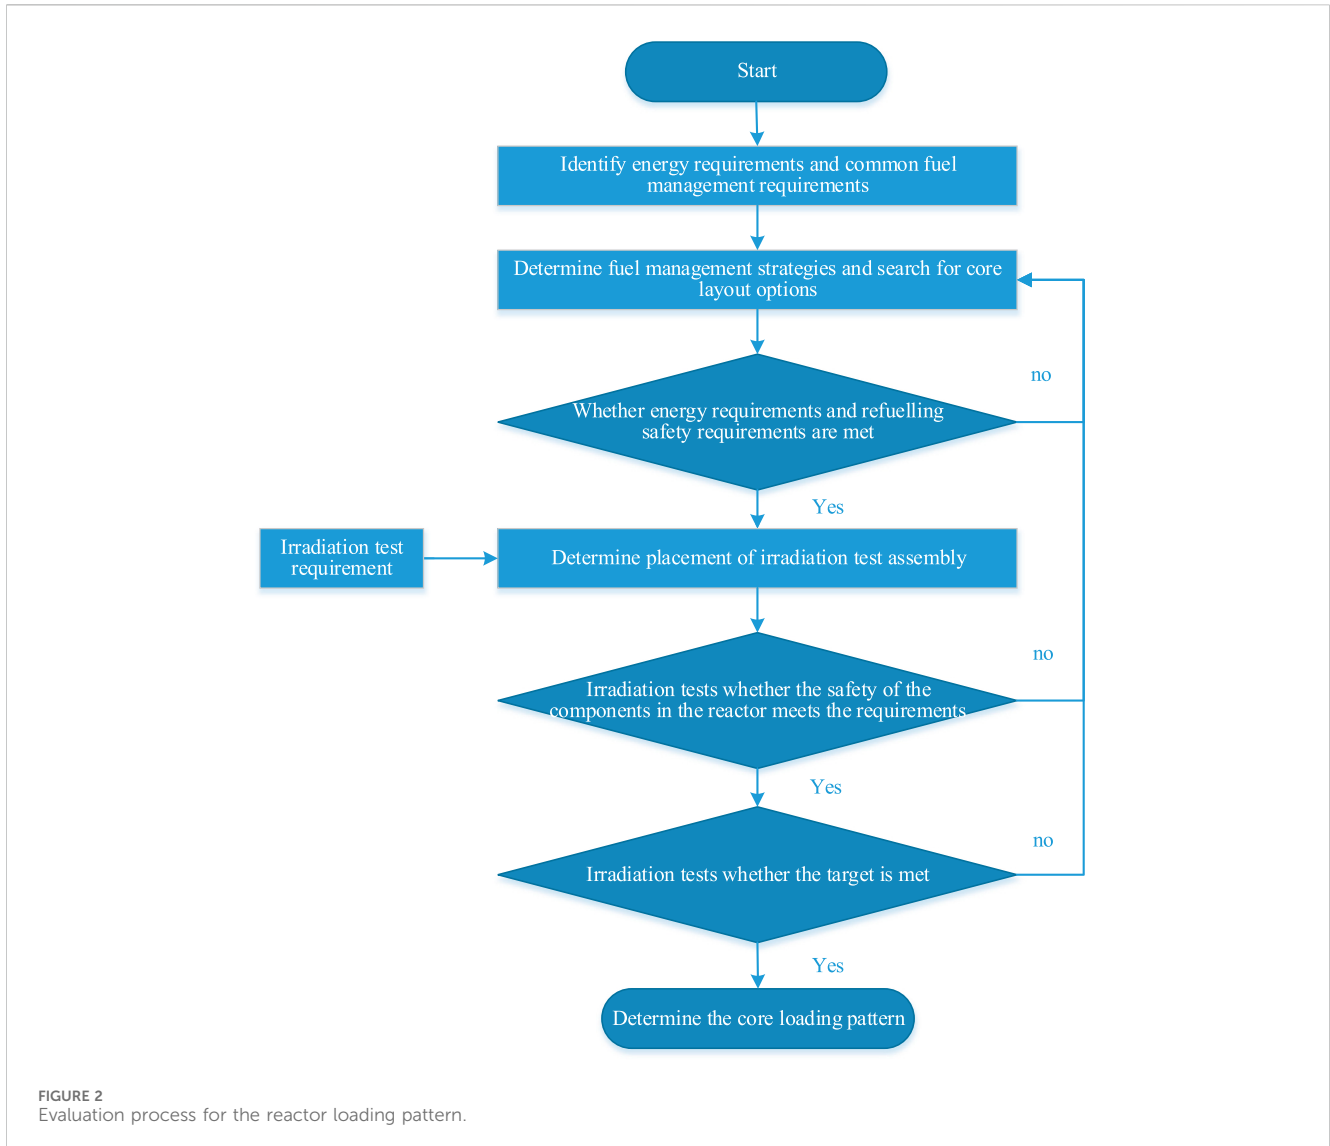 Start
Identify energy requirements and common fuel
management requirements
Determine fuel management strategies and search for core
layout options
no
Whether energy requirements and refuelling
safety requirements are met
Yes
Irradiation test
requirement
Determine placement of irradiation test assembly
no
Irradiation tests whether the safety of the
components in the reactor meets the requirements
Yes
no
Irradiation tests whether the target is met
Yes
Determine the core loading pattern
FIGURE 2
Evaluation process for the reactor loading pattern.